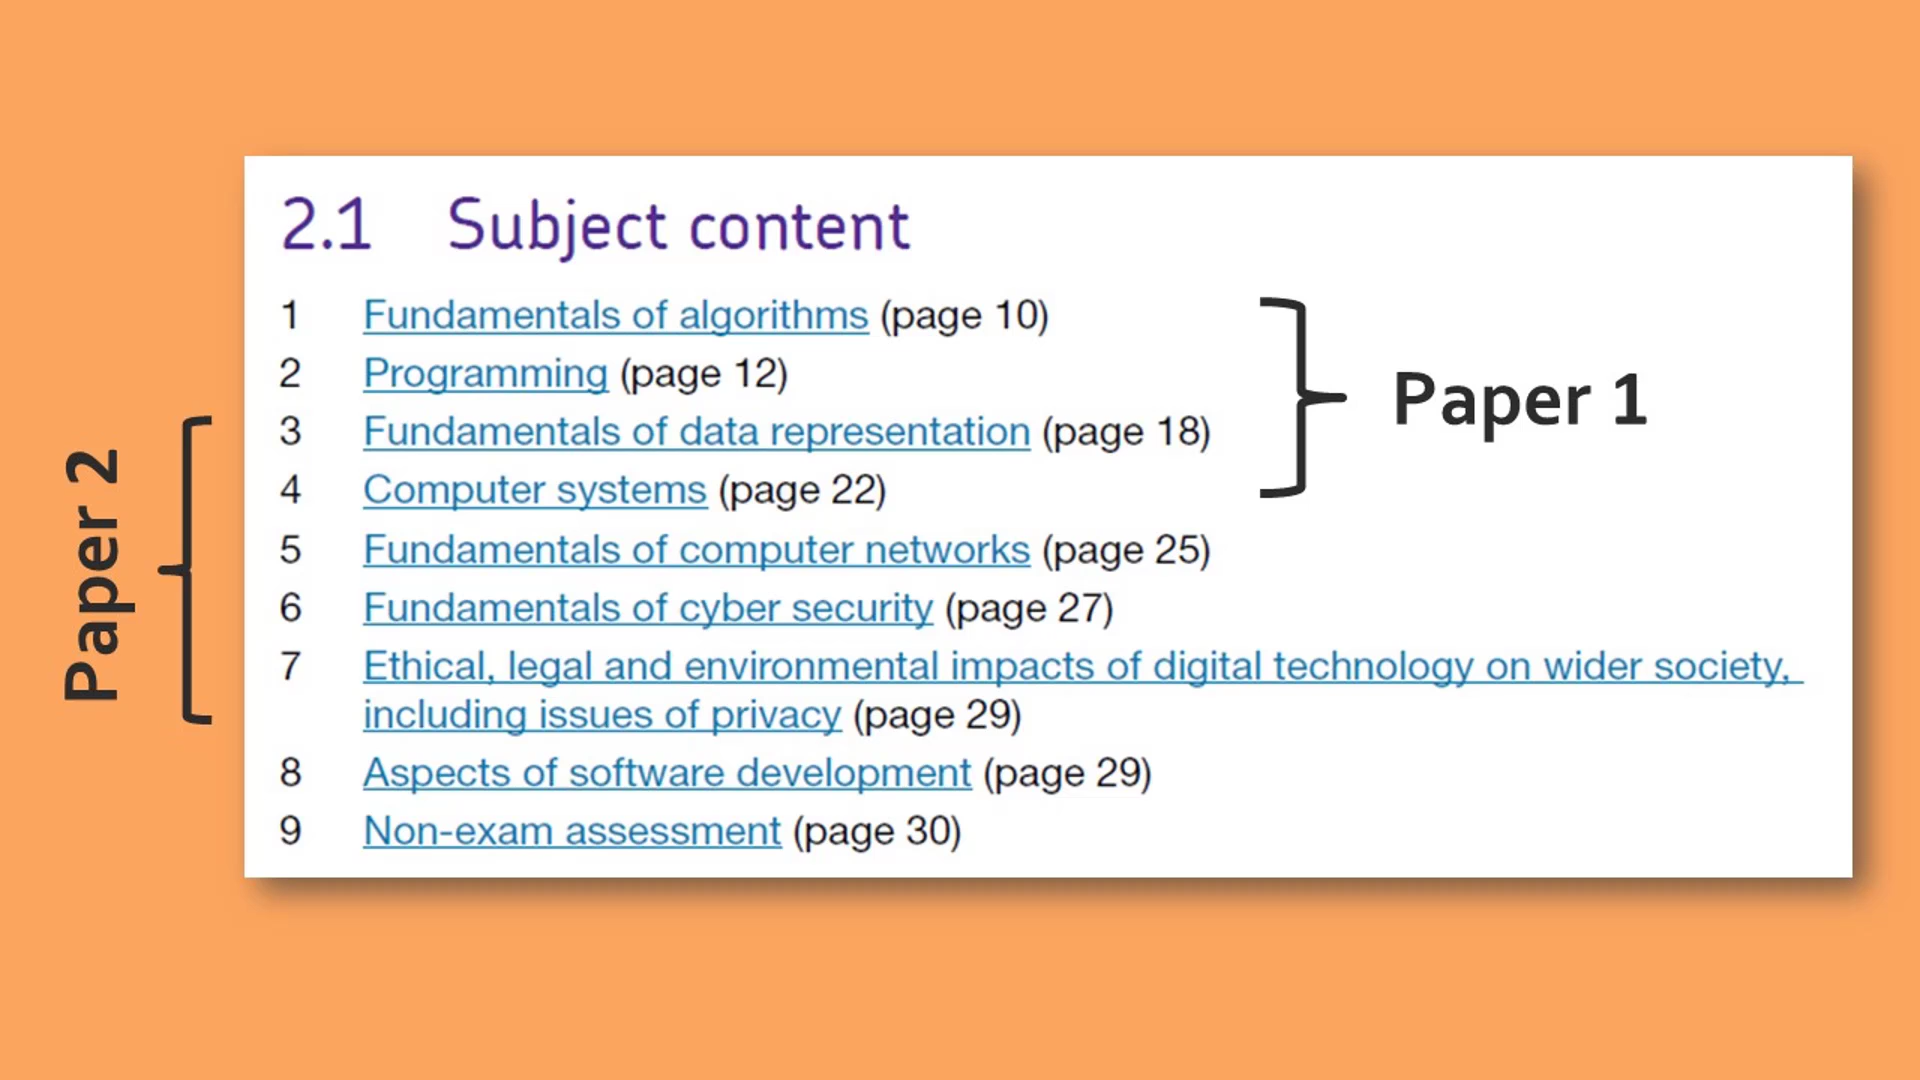 2.1 Subject content
1 Fundamentals of algorithms (page 10)
2 Programming (page 12)
3 Fundamentals of data representation (page 18)
4 Computer systems (page 22)
5 Fundamentals of computer networks (page 25)
6 Fundamentals of cyber security (page 27)
7 Ethical, legal and environmental impacts of digital technology on wider society,
including issues of privacy (page 29)
8 Aspects of software development (page 29)
9 Non-exam assessment (page 30)
Paper 1
Paper 2